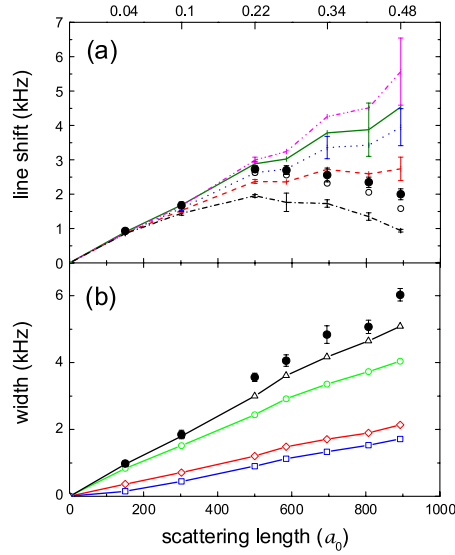 0.04 0.1 0.22 0.34 0.48
7
6
5
4
3
2
1
0
line shift (kHz)
(a)
6
4
2
0
width (kHz)
(b)
0 200 400 600 800 1000
scattering length (a₀)